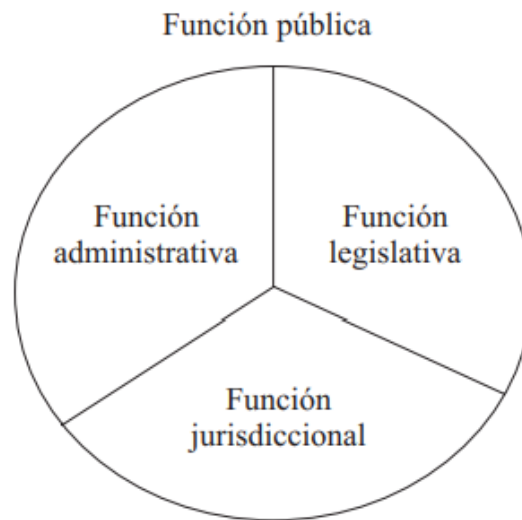 Función pública
Función
administrativa
Función
legislativa
Función
jurisdiccional